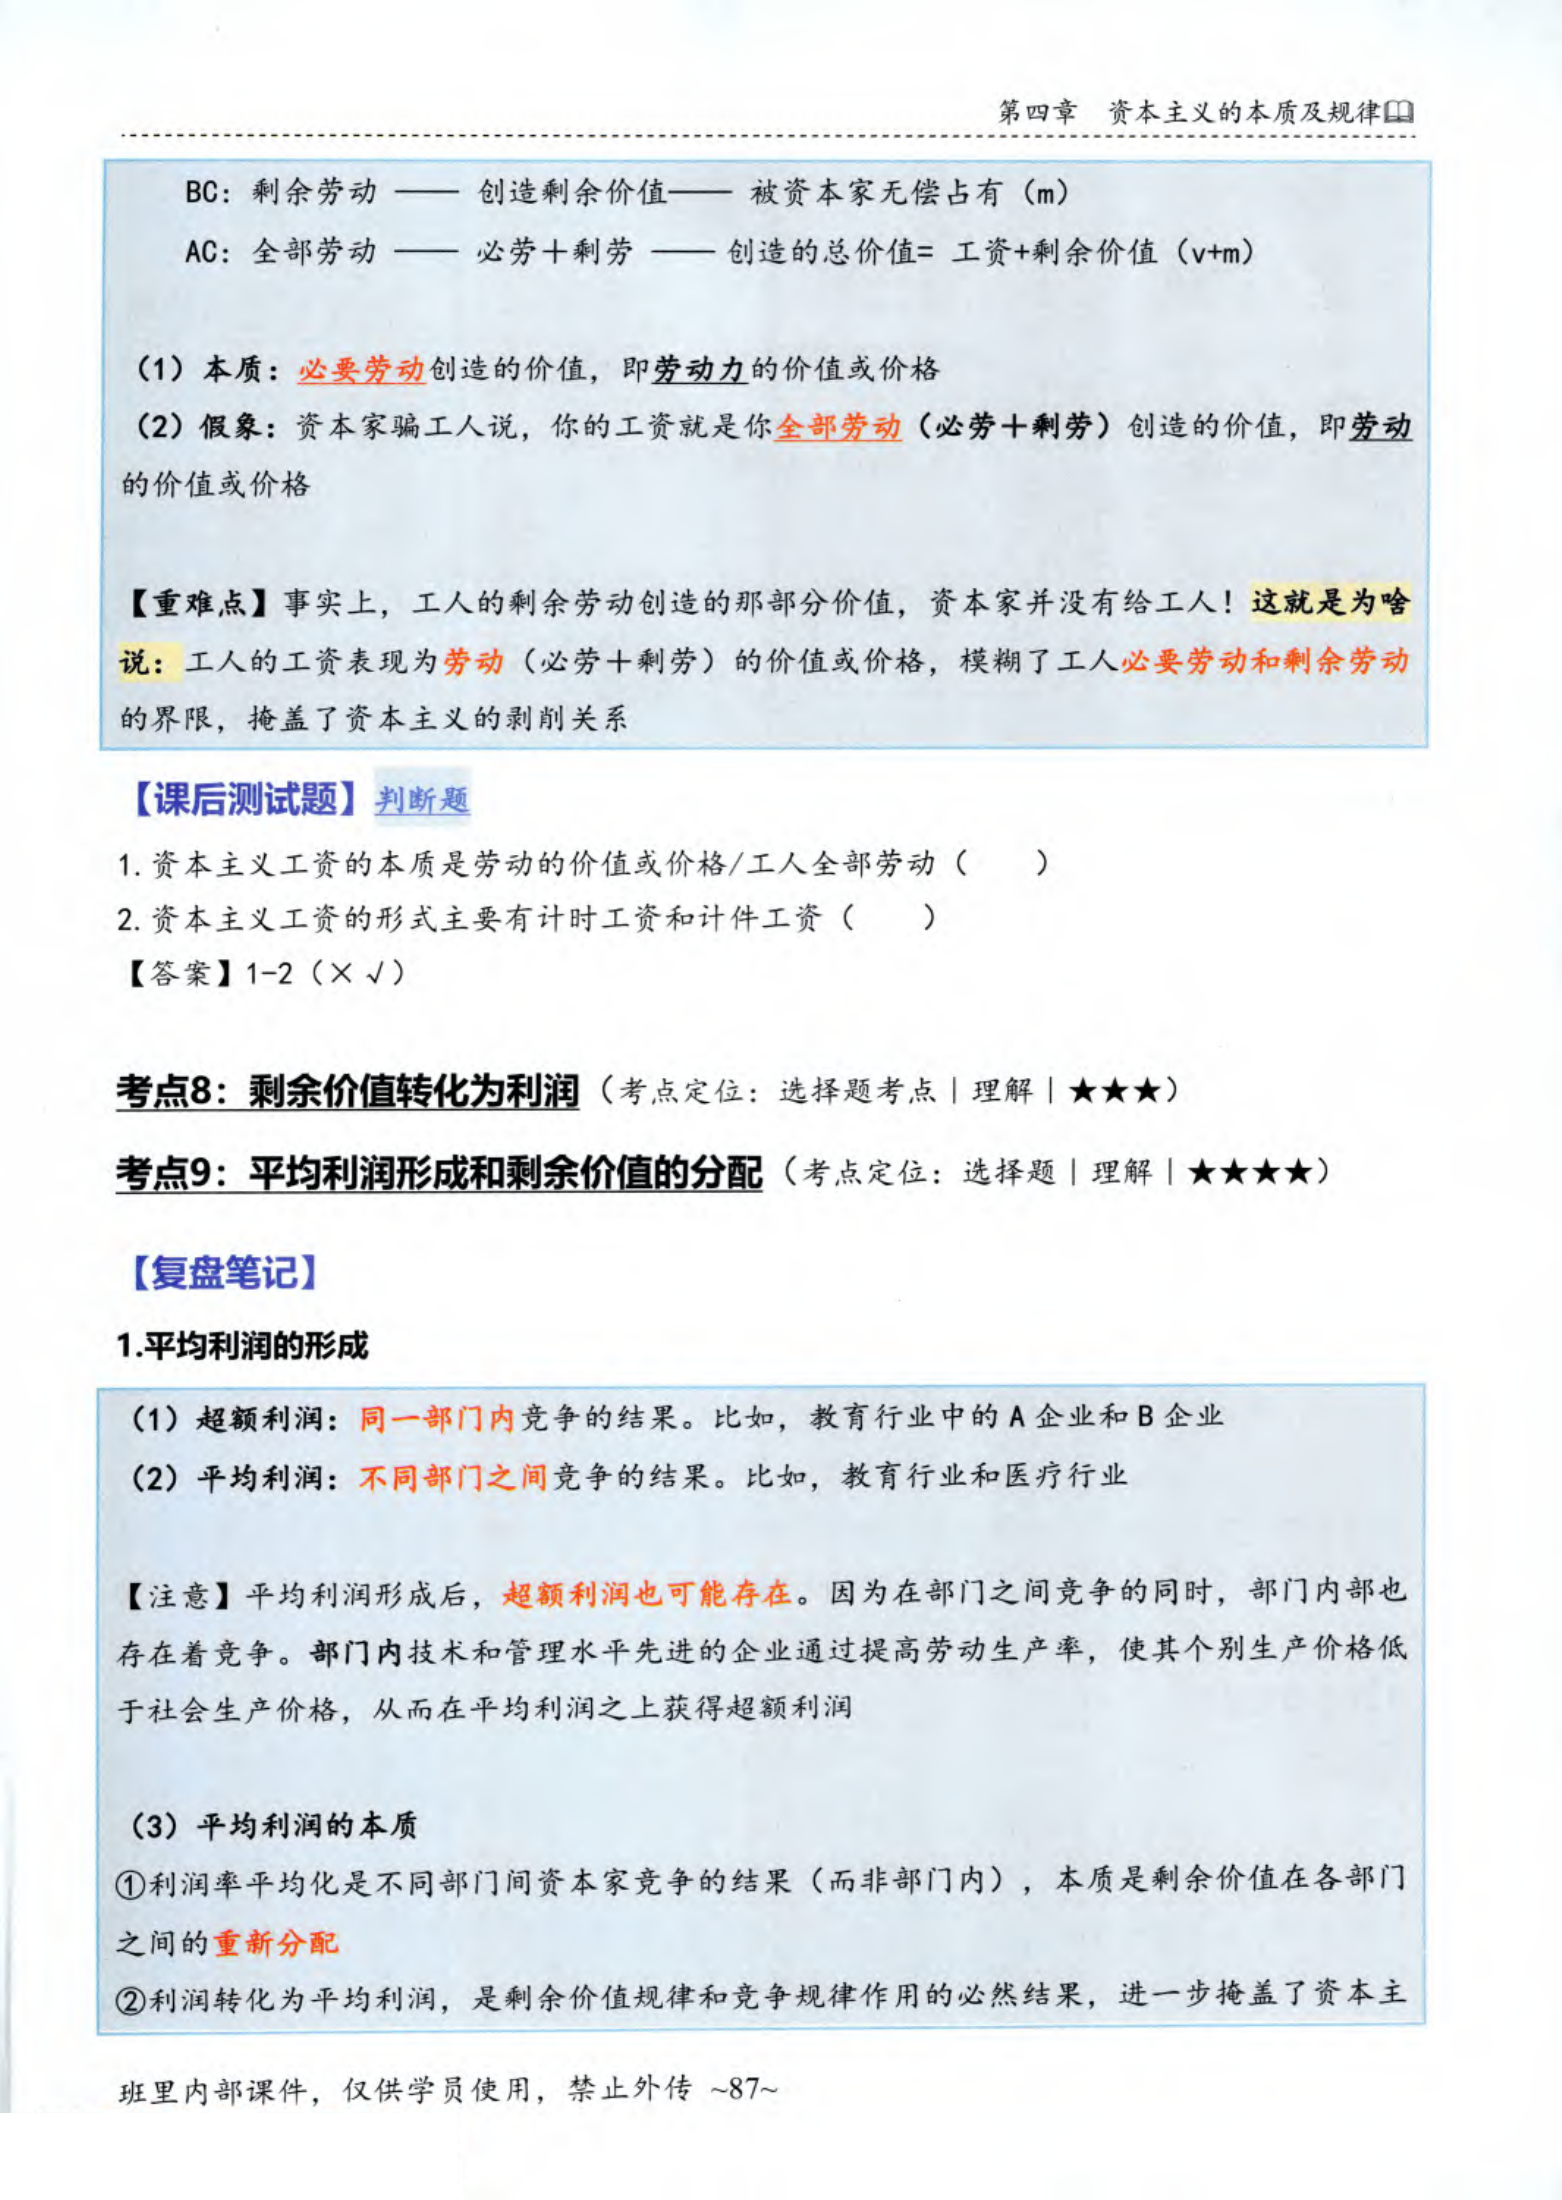 第四章 资本主义的本质及规律
BC：剩余劳动 —— 创造剩余价值—— 被资本家无偿占有（m）
AC：全部劳动 —— 必劳＋剩劳 ——创造的总价值= 工资+剩余价值（v+m）
（1）本质：必要劳动创造的价值，即劳动力的价值或价格
（2）假象：资本家骗工人说，你的工资就是你全部劳动（必劳＋剩劳）创造的价值，即劳动
的价值或价格
【重难点】事实上，工人的剩余劳动创造的那部分价值，资本家并没有给工人！这就是为啥
说：工人的工资表现为劳动（必劳＋剩劳）的价值或价格，模糊了工人必要劳动和剩余劳动
的界限，掩盖了资本主义的剥削关系
【课后测试题】判断题
1.资本主义工资的本质是劳动的价值或价格/工人全部劳动（ ）
2.资本主义工资的形式主要有计时工资和计件工资（ ）
【答案】1-2（×√）
考点8：剩余价值转化为利润（考点定位：选择题考点|理解|★★★）
考点9：平均利润形成和剩余价值的分配（考点定位：选择题|理解|★★★★）
【复盘笔记】
1.平均利润的形成
（1）超额利润：同一部门内竞争的结果。比如，教育行业中的 A 企业和 B 企业
（2）平均利润：不同部门之间竞争的结果。比如，教育行业和医疗行业
【注意】平均利润形成后，超额利润也可能存在。因为在部门之间竞争的同时，部门内部也
存在着竞争。部门内技术和管理水平先进的企业通过提高劳动生产率，使其个别生产价格低
于社会生产价格，从而在平均利润之上获得超额利润
（3）平均利润的本质
①利润率平均化是不同部门间资本家竞争的结果（而非部门内），本质是剩余价值在各部门
之间的重新分配
②利润转化为平均利润，是剩余价值规律和竞争规律作用的必然结果，进一步掩盖了资本主
班里内部课件，仅供学员使用，禁止外传 ~87~